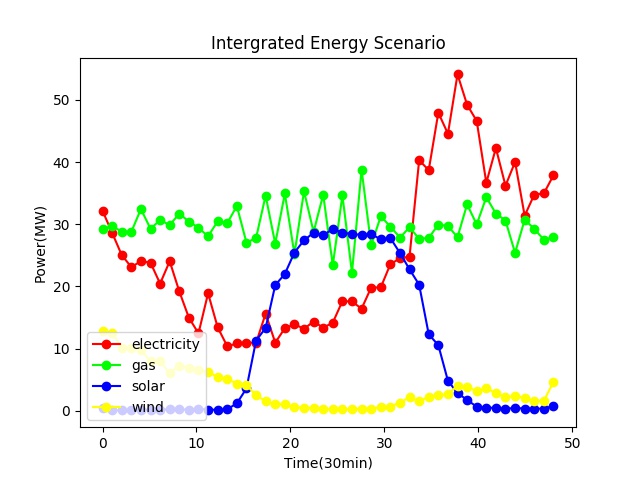 Intergrated Energy Scenario
Power(MW)
50
40
30
20
10
0
electricity
gas
solar
wind
0 10 20 30 40 50
Time(30min)